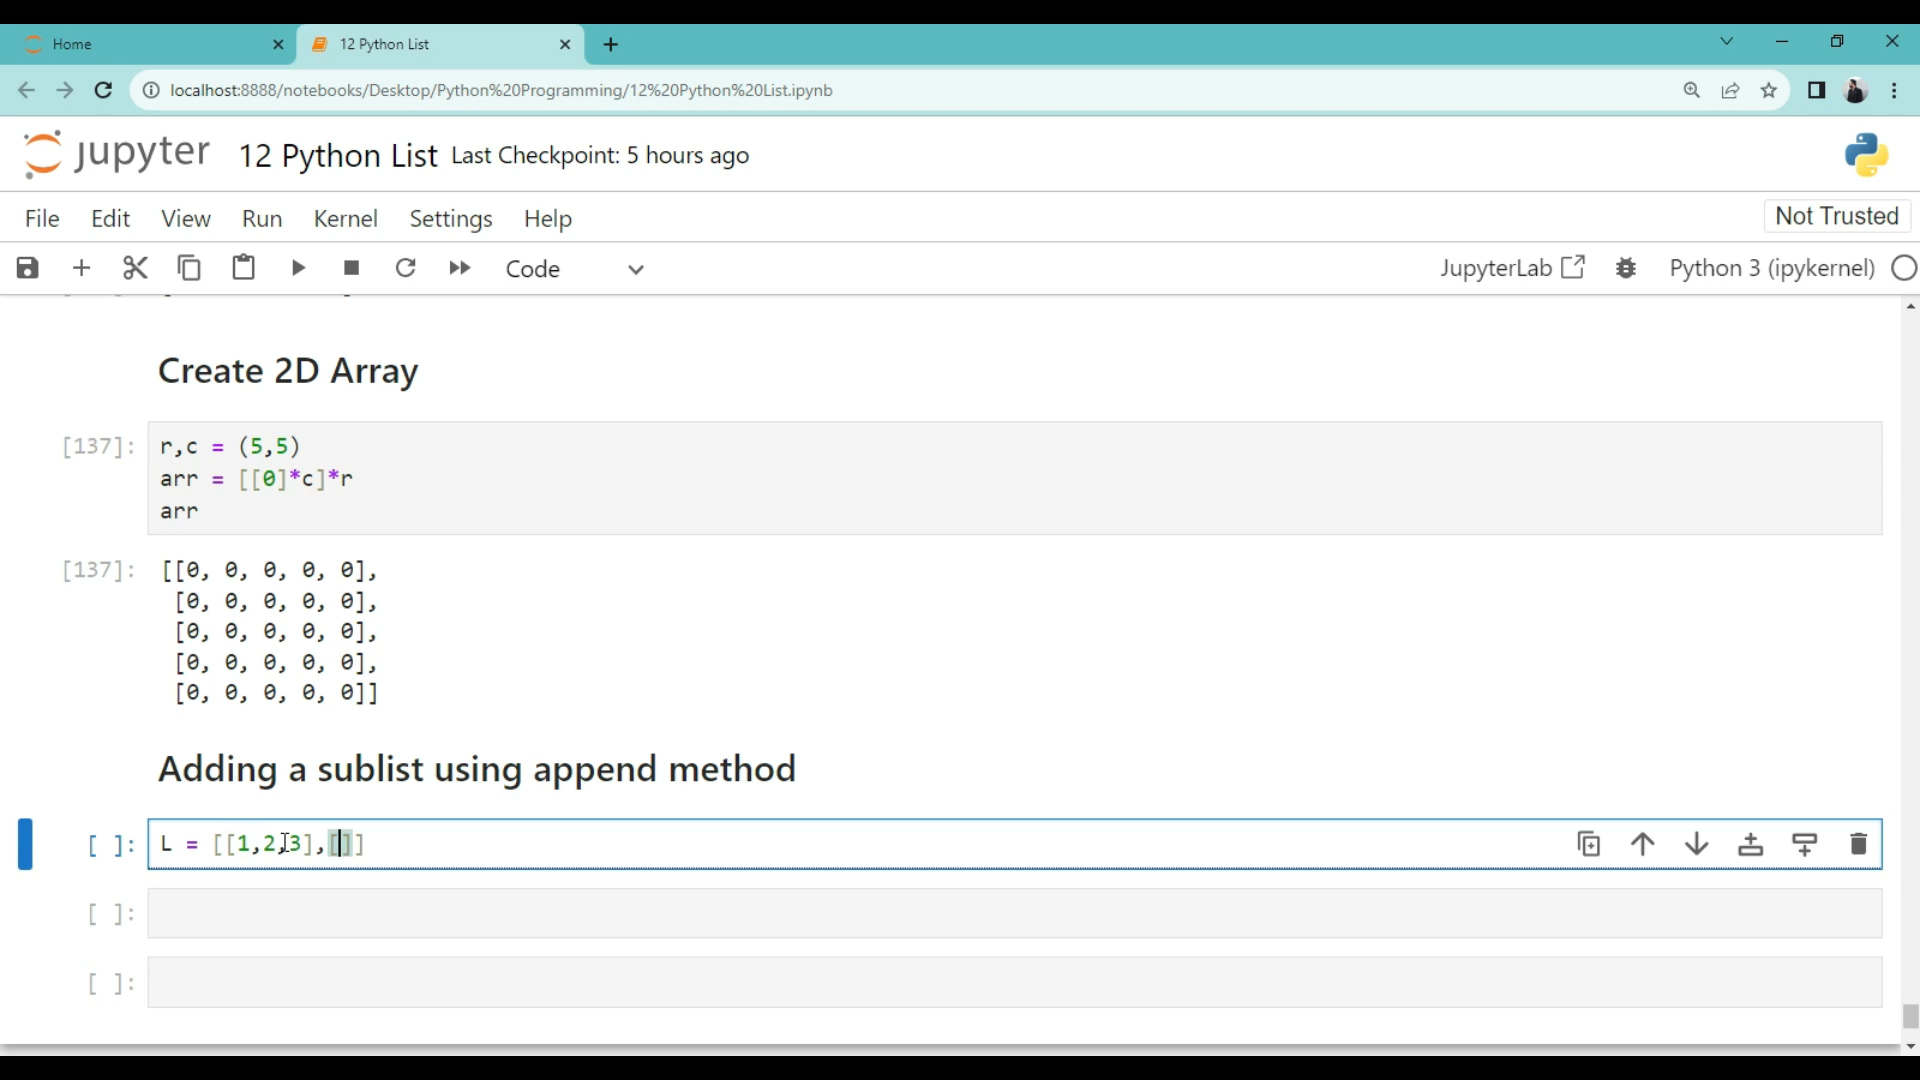 Home
12 Python List
localhost:8888/notebooks/Desktop/Python%20Programming/12%20Python%20List.ipynb
jupyter 12 Python List Last Checkpoint: 5 hours ago
File Edit View Run Kernel Settings Help
Not Trusted
Code
JupyterLab
Python 3 (ipykernel)
Create 2D Array
[137]: r,c = (5,5)
arr = [[0]*c]*r
arr
[137]: [[0, 0, 0, 0, 0],
[0, 0, 0, 0, 0],
[0, 0, 0, 0, 0],
[0, 0, 0, 0, 0],
[0, 0, 0, 0, 0]]
Adding a sublist using append method
[ ]: L = [[1,2,3],[]]
[ ]:
[ ]: